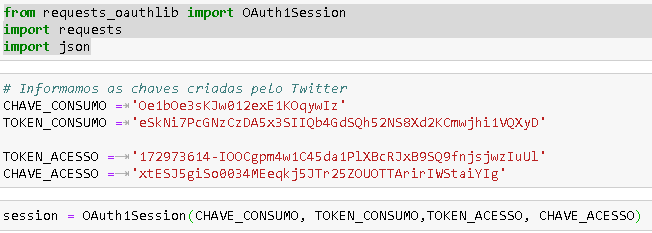 from requests_oauthlib import OAuth1Session
import requests
import json
# Informamos as chaves criadas pelo Twitter
CHAVE_CONSUMO = 'Oe1bOe3sKJw012exE1KOqywIz'
TOKEN_CONSUMO = 'eSkNi7PcGNzCzDA5x3SIIQb4GdSQh52NS8Xd2KCmwjhi1VQXyD'
TOKEN_ACESSO = '172973614-IOOCgpm4w1C45da1PlXBcRJxB9SQ9fnjsjwzIuUl'
CHAVE_ACESSO = 'xtESJ5giSo0034MEeqkj5JTr25ZOUOTTArirIWStaiYIg'
session = OAuth1Session(CHAVE_CONSUMO, TOKEN_CONSUMO,TOKEN_ACESSO, CHAVE_ACESSO)